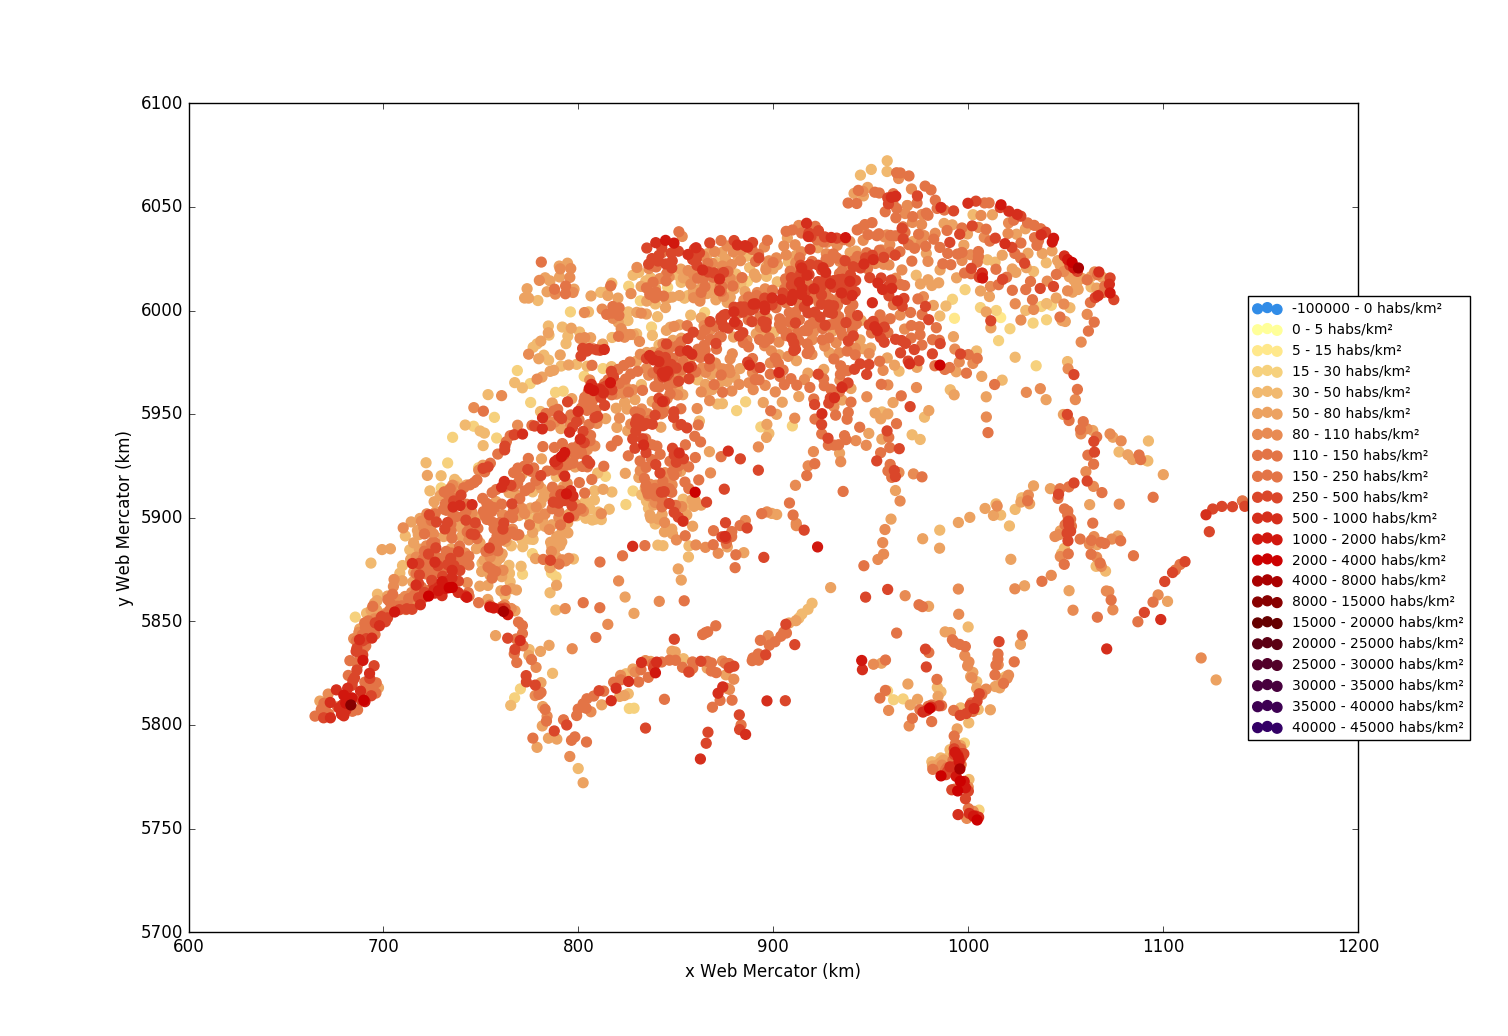 6100
6050
6000
5950
5900
5850
5800
5750
5700
y Web Mercator (km)
600
700
800
900
1000
1100
1200
x Web Mercator (km)
-100000 - 0 habs/km²
0 - 5 habs/km²
5 - 15 habs/km²
15 - 30 habs/km²
30 - 50 habs/km²
50 - 80 habs/km²
80 - 110 habs/km²
110 - 150 habs/km²
150 - 250 habs/km²
250 - 500 habs/km²
500 - 1000 habs/km²
1000 - 2000 habs/km²
2000 - 4000 habs/km²
4000 - 8000 habs/km²
8000 - 15000 habs/km²
15000 - 20000 habs/km²
20000 - 25000 habs/km²
25000 - 30000 habs/km²
30000 - 35000 habs/km²
35000 - 40000 habs/km²
40000 - 45000 habs/km²